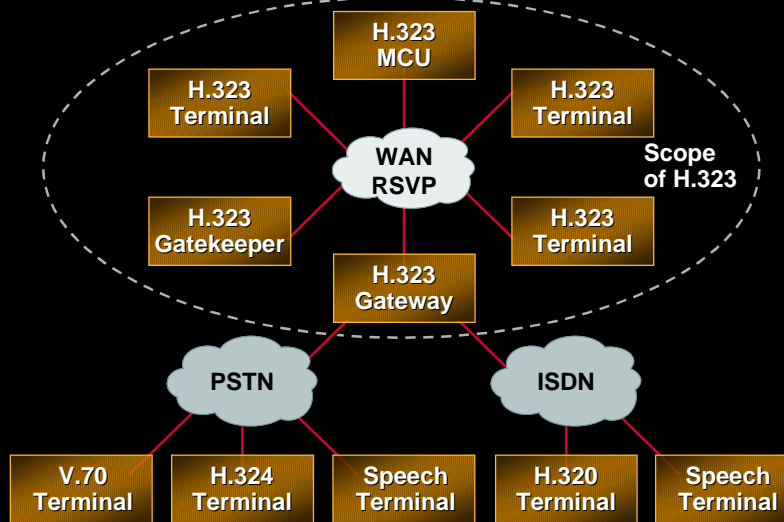 H.323
MCU
H.323
Terminal
H.323
Terminal
WAN
RSVP
Scope
of H.323
H.323
Gatekeeper
H.323
Terminal
H.323
Gateway
PSTN
ISDN
V.70
Terminal
H.324
Terminal
Speech
Terminal
H.320
Terminal
Speech
Terminal